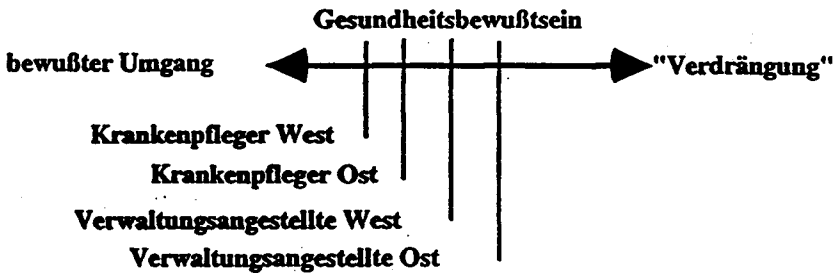 Gesundheitsbewußtsein
bewußter Umgang "Verdrängung"
Krankenpfleger West
Krankenpfleger Ost
Verwaltungsangestellte West
Verwaltungsangestellte Ost